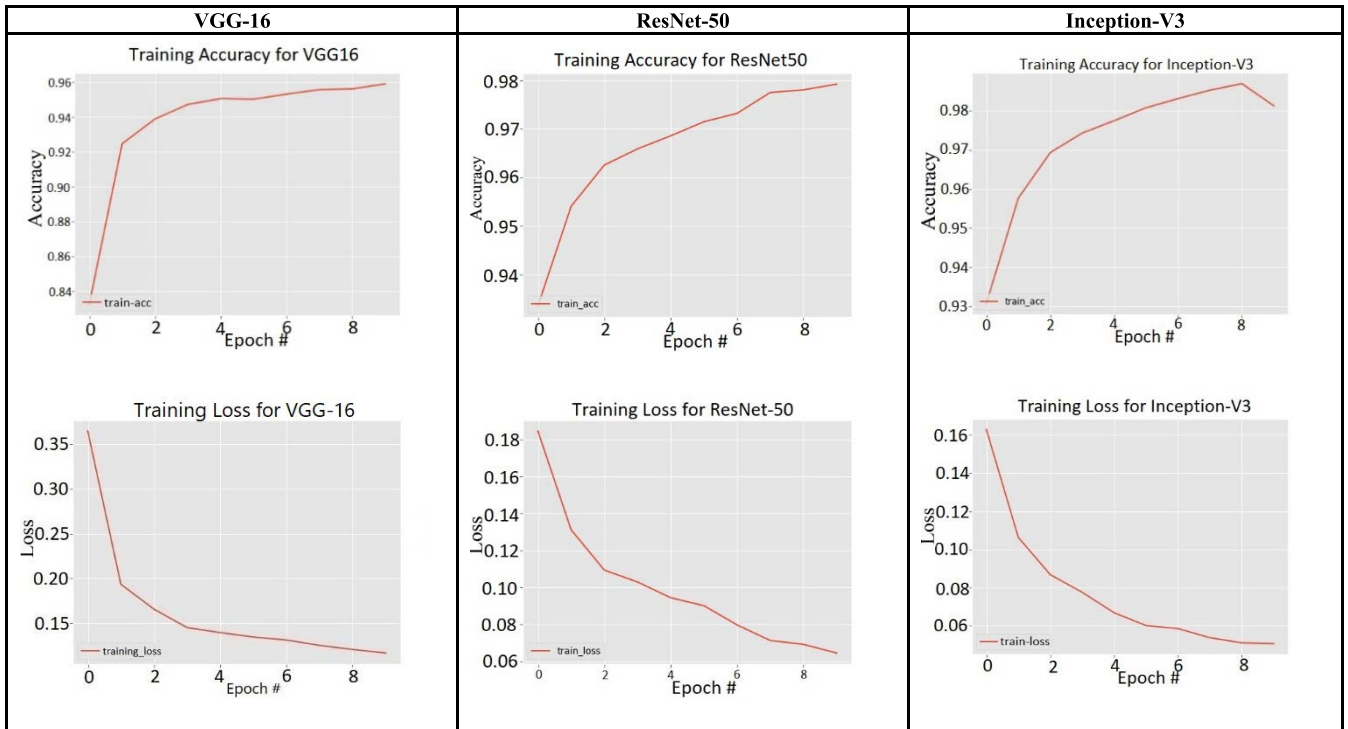 VGG-16
ResNet-50
Inception-V3
Training Accuracy for VGG16
0.96
0.94
0.92
0.90
0.88
0.86
0.84
Accuracy
train-acc
0 2 4 6 8
Epoch #
Training Accuracy for ResNet50
0.98
0.97
0.96
0.95
0.94
Accuracy
train_acc
0 2 4 6 8
Epoch #
Training Accuracy for Inception-V3
0.98
0.97
0.96
0.95
0.94
0.93
Accuracy
train_acc
0 2 4 6 8
Epoch #
Training Loss for VGG-16
0.35
0.30
0.25
0.20
0.15
Loss
training_loss
0 2 4 6 8
Epoch #
Training Loss for ResNet-50
0.18
0.16
0.14
0.12
0.10
0.08
0.06
Loss
train_loss
0 2 4 6 8
Epoch #
Training Loss for Inception-V3
0.16
0.14
0.12
0.10
0.08
0.06
Loss
train-loss
0 2 4 6 8
Epoch #